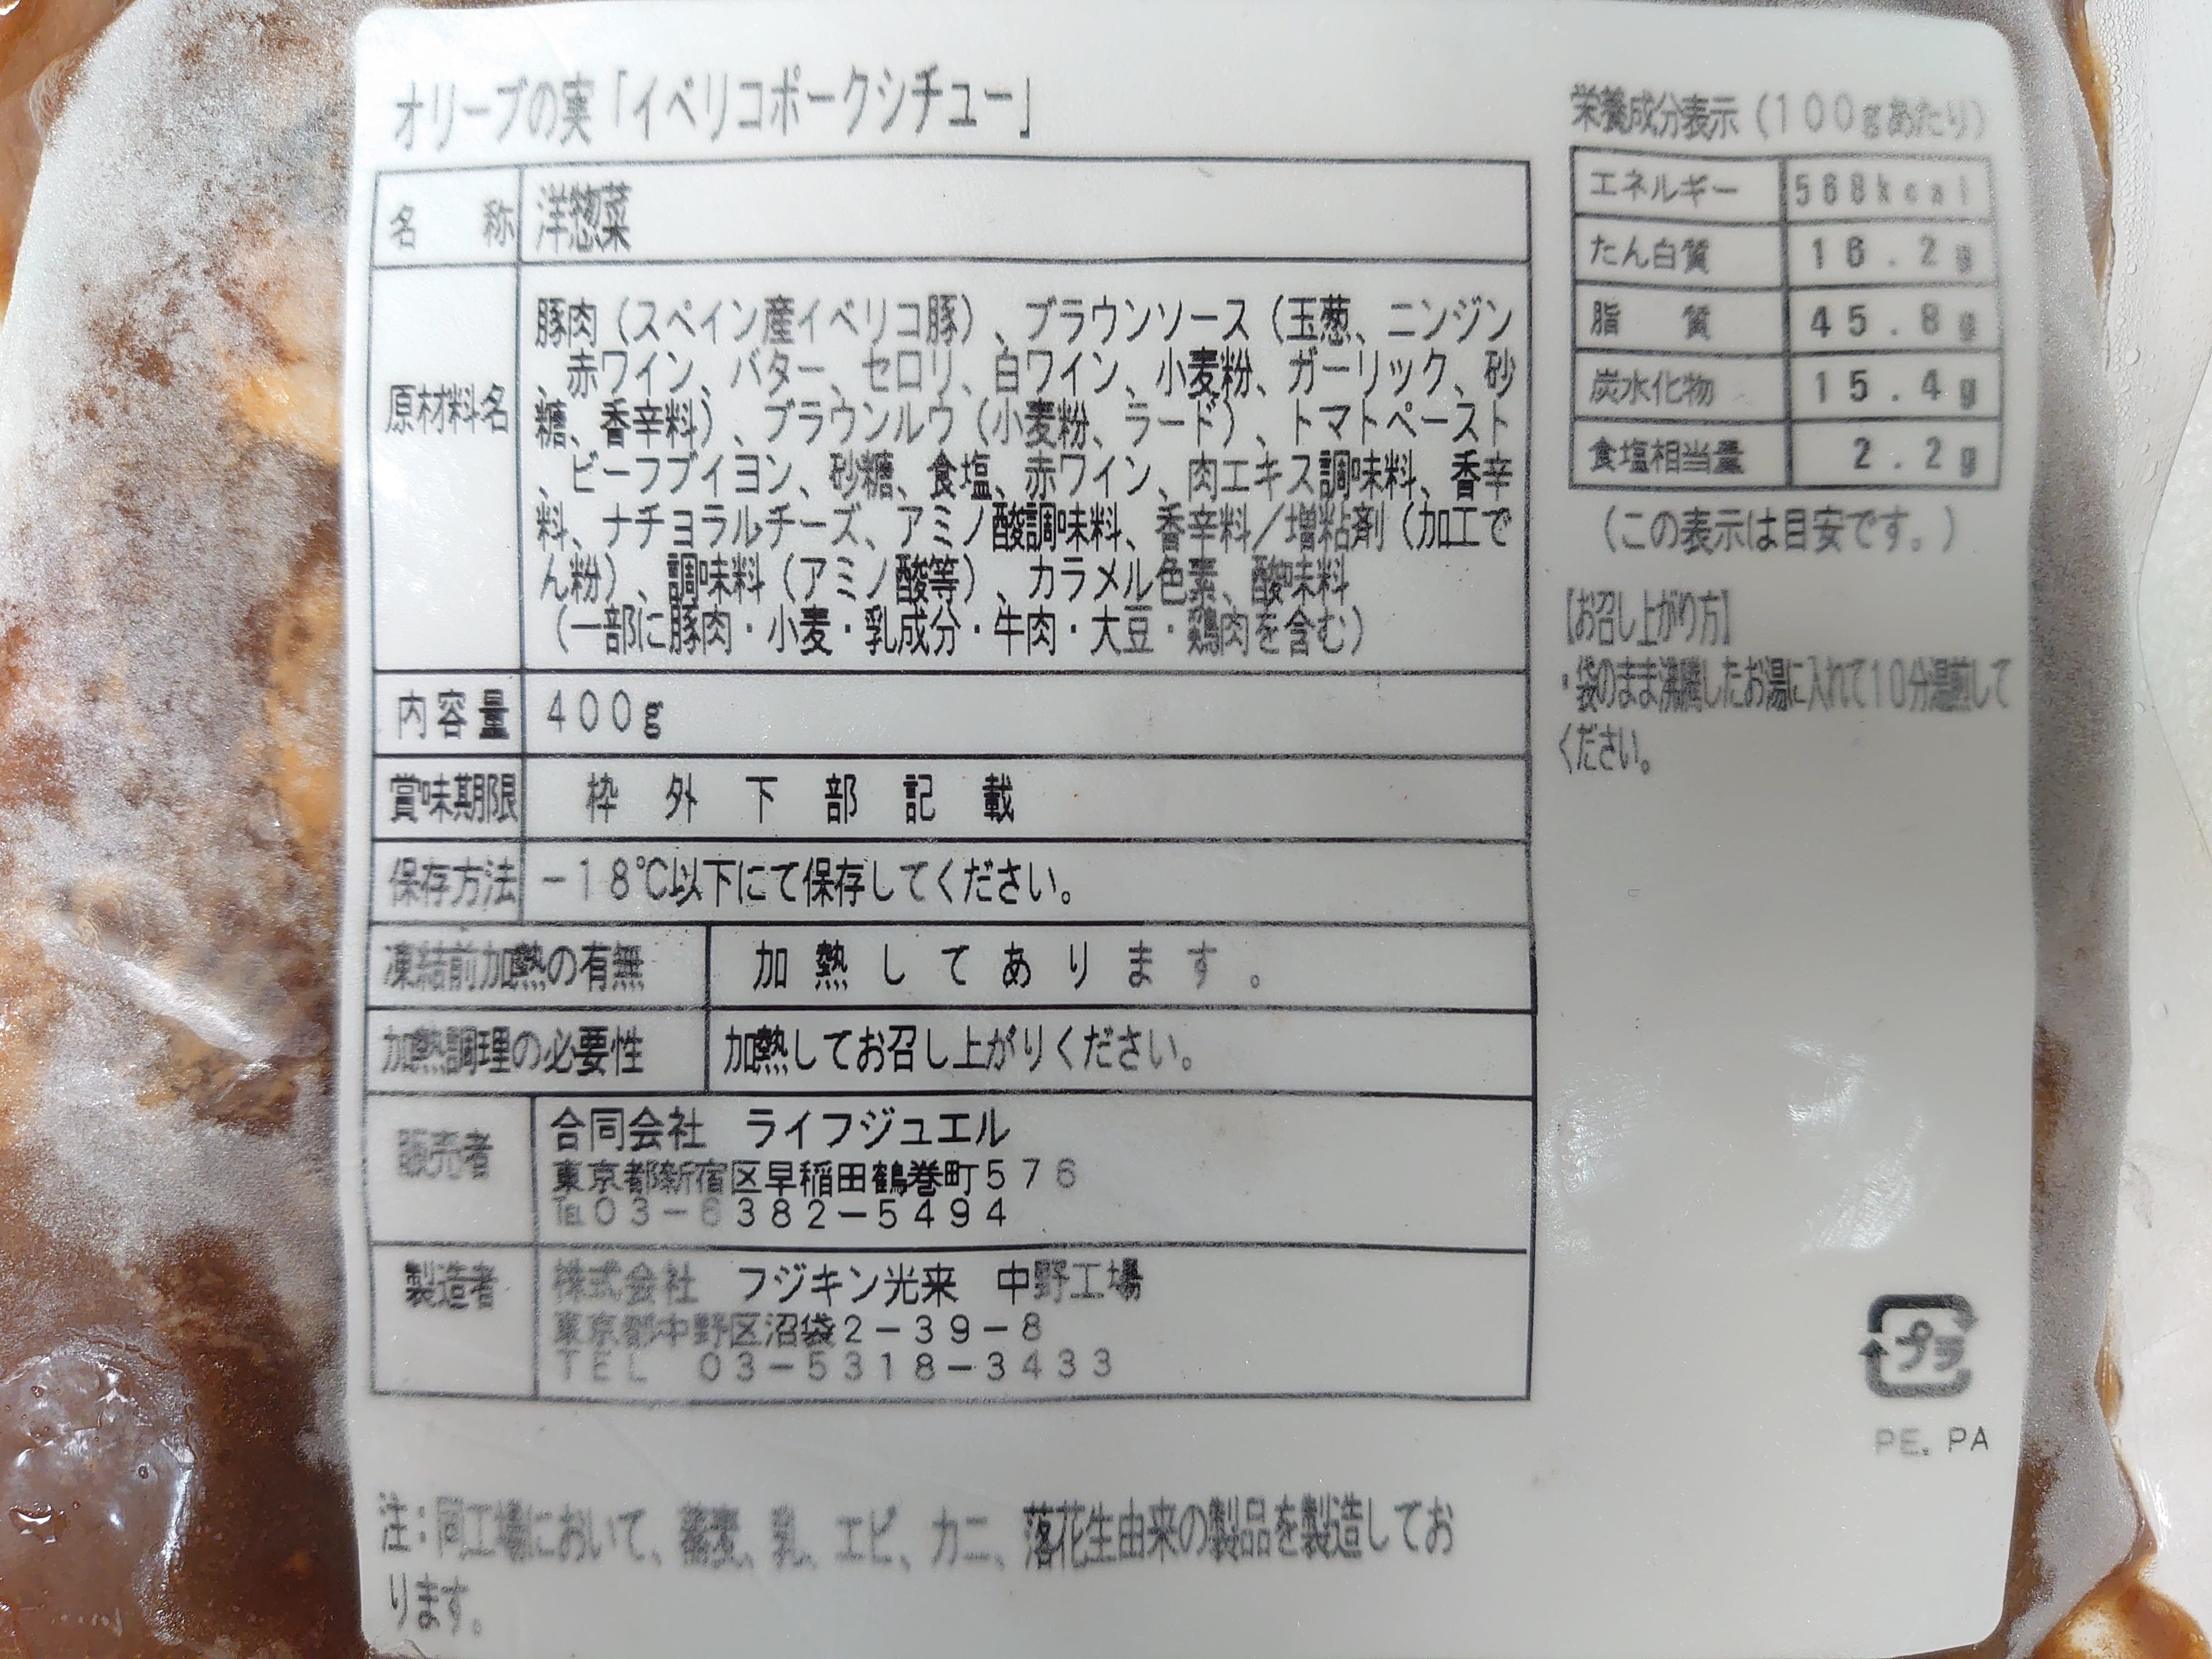 オリーブの実「イベリコポークシチュー」
名 称 洋惣菜
原材料名
豚肉（スペイン産イベリコ豚）、ブラウンソース（玉葱、ニンジン
、赤ワイン、バター、セロリ、白ワイン、小麦粉、ガーリック、砂
糖、香辛料）、ブラウンルウ（小麦粉、ラード）、トマトペースト
、ビーフブイヨン、砂糖、食塩、赤ワイン、肉エキス調味料、香辛
料、ナチョラルチーズ、アミノ酸調味料、香辛料／増粘剤（加工で
ん粉）、調味料（アミノ酸等）、カラメル色素、酸味料
（一部に豚肉・小麦・乳成分・牛肉・大豆・鶏肉を含む）
内容量 400g
賞味期限 枠外下部記載
保存方法 －18℃以下にて保存してください。
凍結前加熱の有無 加熱してあります。
加熱調理の必要性 加熱してお召し上がりください。
販売者 合同会社 ライフジュエル
東京都新宿区早稲田鶴巻町576
℡03－6382－5494
製造者 株式会社 フジキン光来 中野工場
東京都中野区沼袋2－39－8
TEL 03－5318－3433
注：同工場において、蕎麦、乳、エビ、カニ、落花生由来の製品を製造してお
ります。
栄養成分表示（100gあたり）
エネルギー 568kcal
たん白質 16.2g
脂 質 45.8g
炭水化物 15.4g
食塩相当量 2.2g
（この表示は目安です。）
【お召し上がり方】
・袋のまま沸騰したお湯に入れて10分湯煎して
ください。
プラ
PE, PA